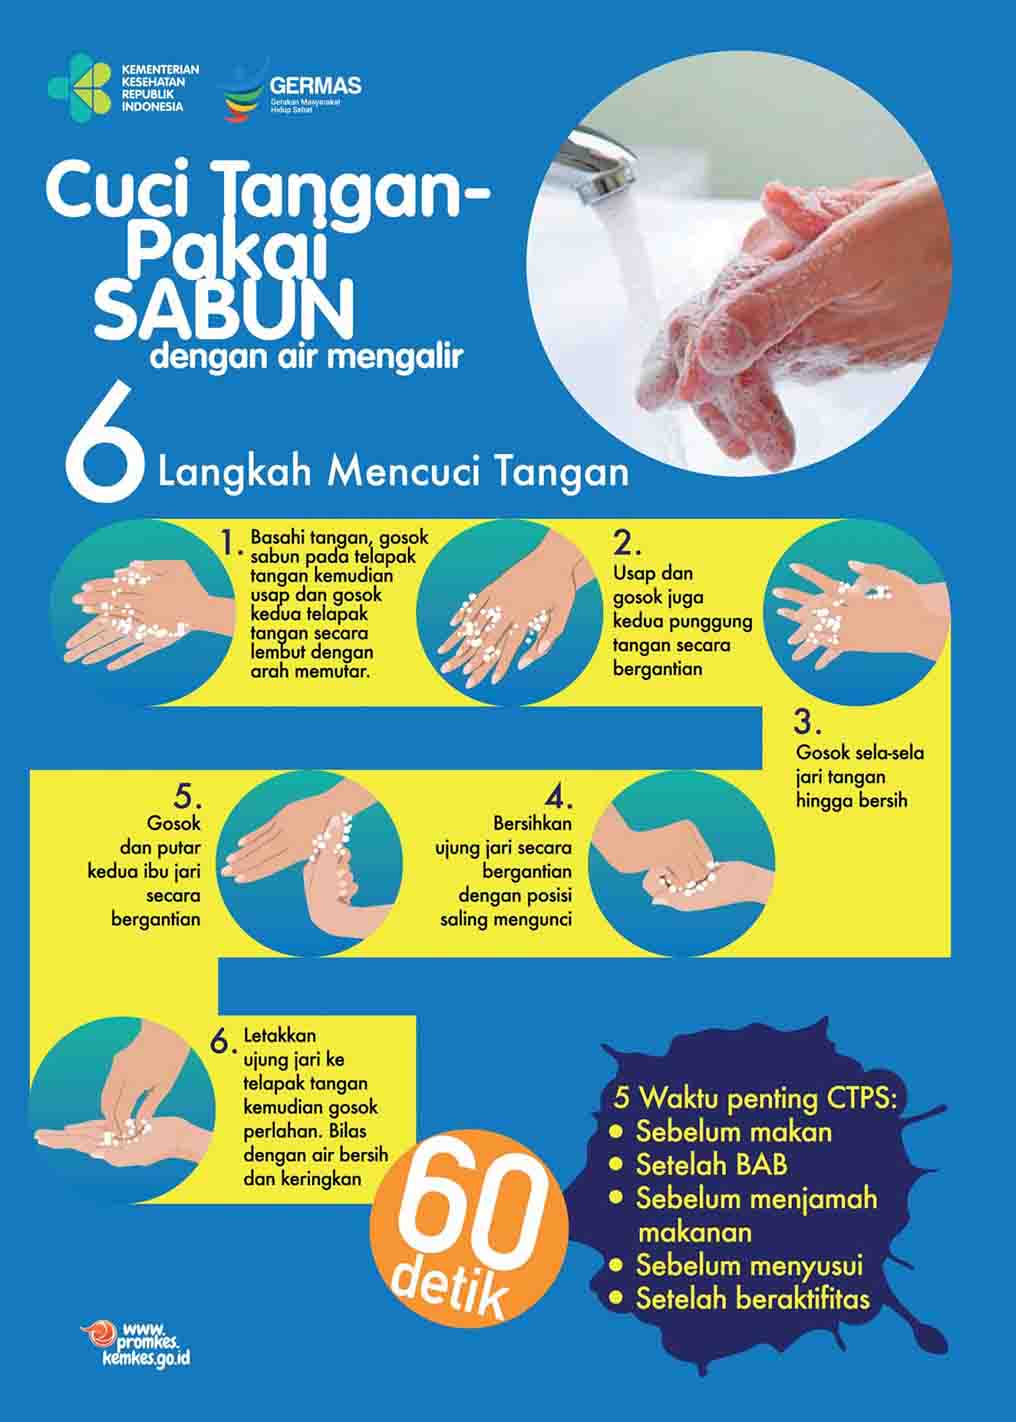 KEMENTERIAN
KESEHATAN
REPUBLIK
INDONESIA
GERMAS
Gerakan Masyarakat
Hidup Sehat
Cuci Tangan-
Pakai
SABUN
dengan air mengalir
6 Langkah Mencuci Tangan
1. Basahi tangan, gosok
sabun pada telapak
tangan kemudian
usap dan gosok
kedua telapak
tangan secara
lembut dengan
arah memutar.
2.
Usap dan
gosok juga
kedua punggung
tangan secara
bergantian
3.
Gosok sela-sela
jari tangan
hingga bersih
4.
Bersihkan
ujung jari secara
bergantian
dengan posisi
saling mengunci
5.
Gosok
dan putar
kedua ibu jari
secara
bergantian
6. Letakkan
ujung jari ke
telapak tangan
kemudian gosok
perlahan. Bilas
dengan air bersih
dan keringkan
60
detik
5 Waktu penting CTPS:
• Sebelum makan
• Setelah BAB
• Sebelum menjamah
makanan
• Sebelum menyusui
• Setelah beraktifitas
www.
promkes.
kemkes.go.id